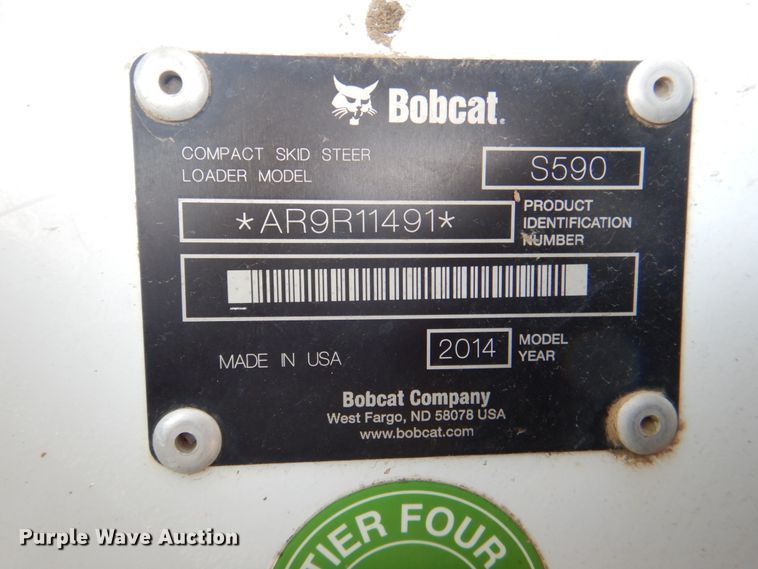 Bobcat®
COMPACT SKID STEER
LOADER MODEL
S590
*AR9R11491*
PRODUCT
IDENTIFICATION
NUMBER
MADE IN USA
2014
MODEL
YEAR
Bobcat Company
West Fargo, ND 58078 USA
www.bobcat.com
TIER FOUR
Purple Wave Auction